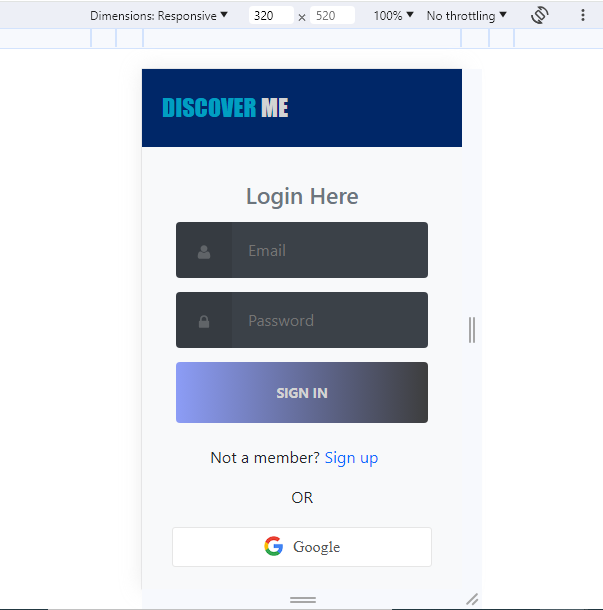 Dimensions: Responsive ▼ 320 × 520 100% ▼ No throttling ▼
DISCOVER ME
Login Here
Email
Password
SIGN IN
Not a member? Sign up
OR
Google